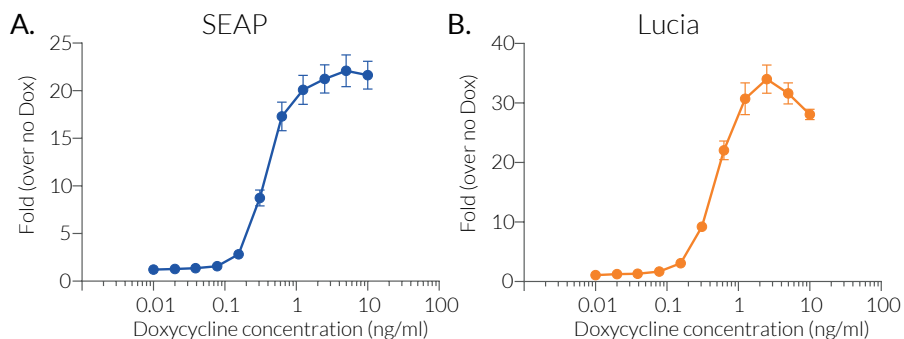 A.
SEAP
Fold (over no Dox)
25
20
15
10
5
0
0.01
0.1
1
10
100
Doxycycline concentration (ng/ml)
B.
Lucia
Fold (over no Dox)
40
30
20
10
0
0.01
0.1
1
10
100
Doxycycline concentration (ng/ml)